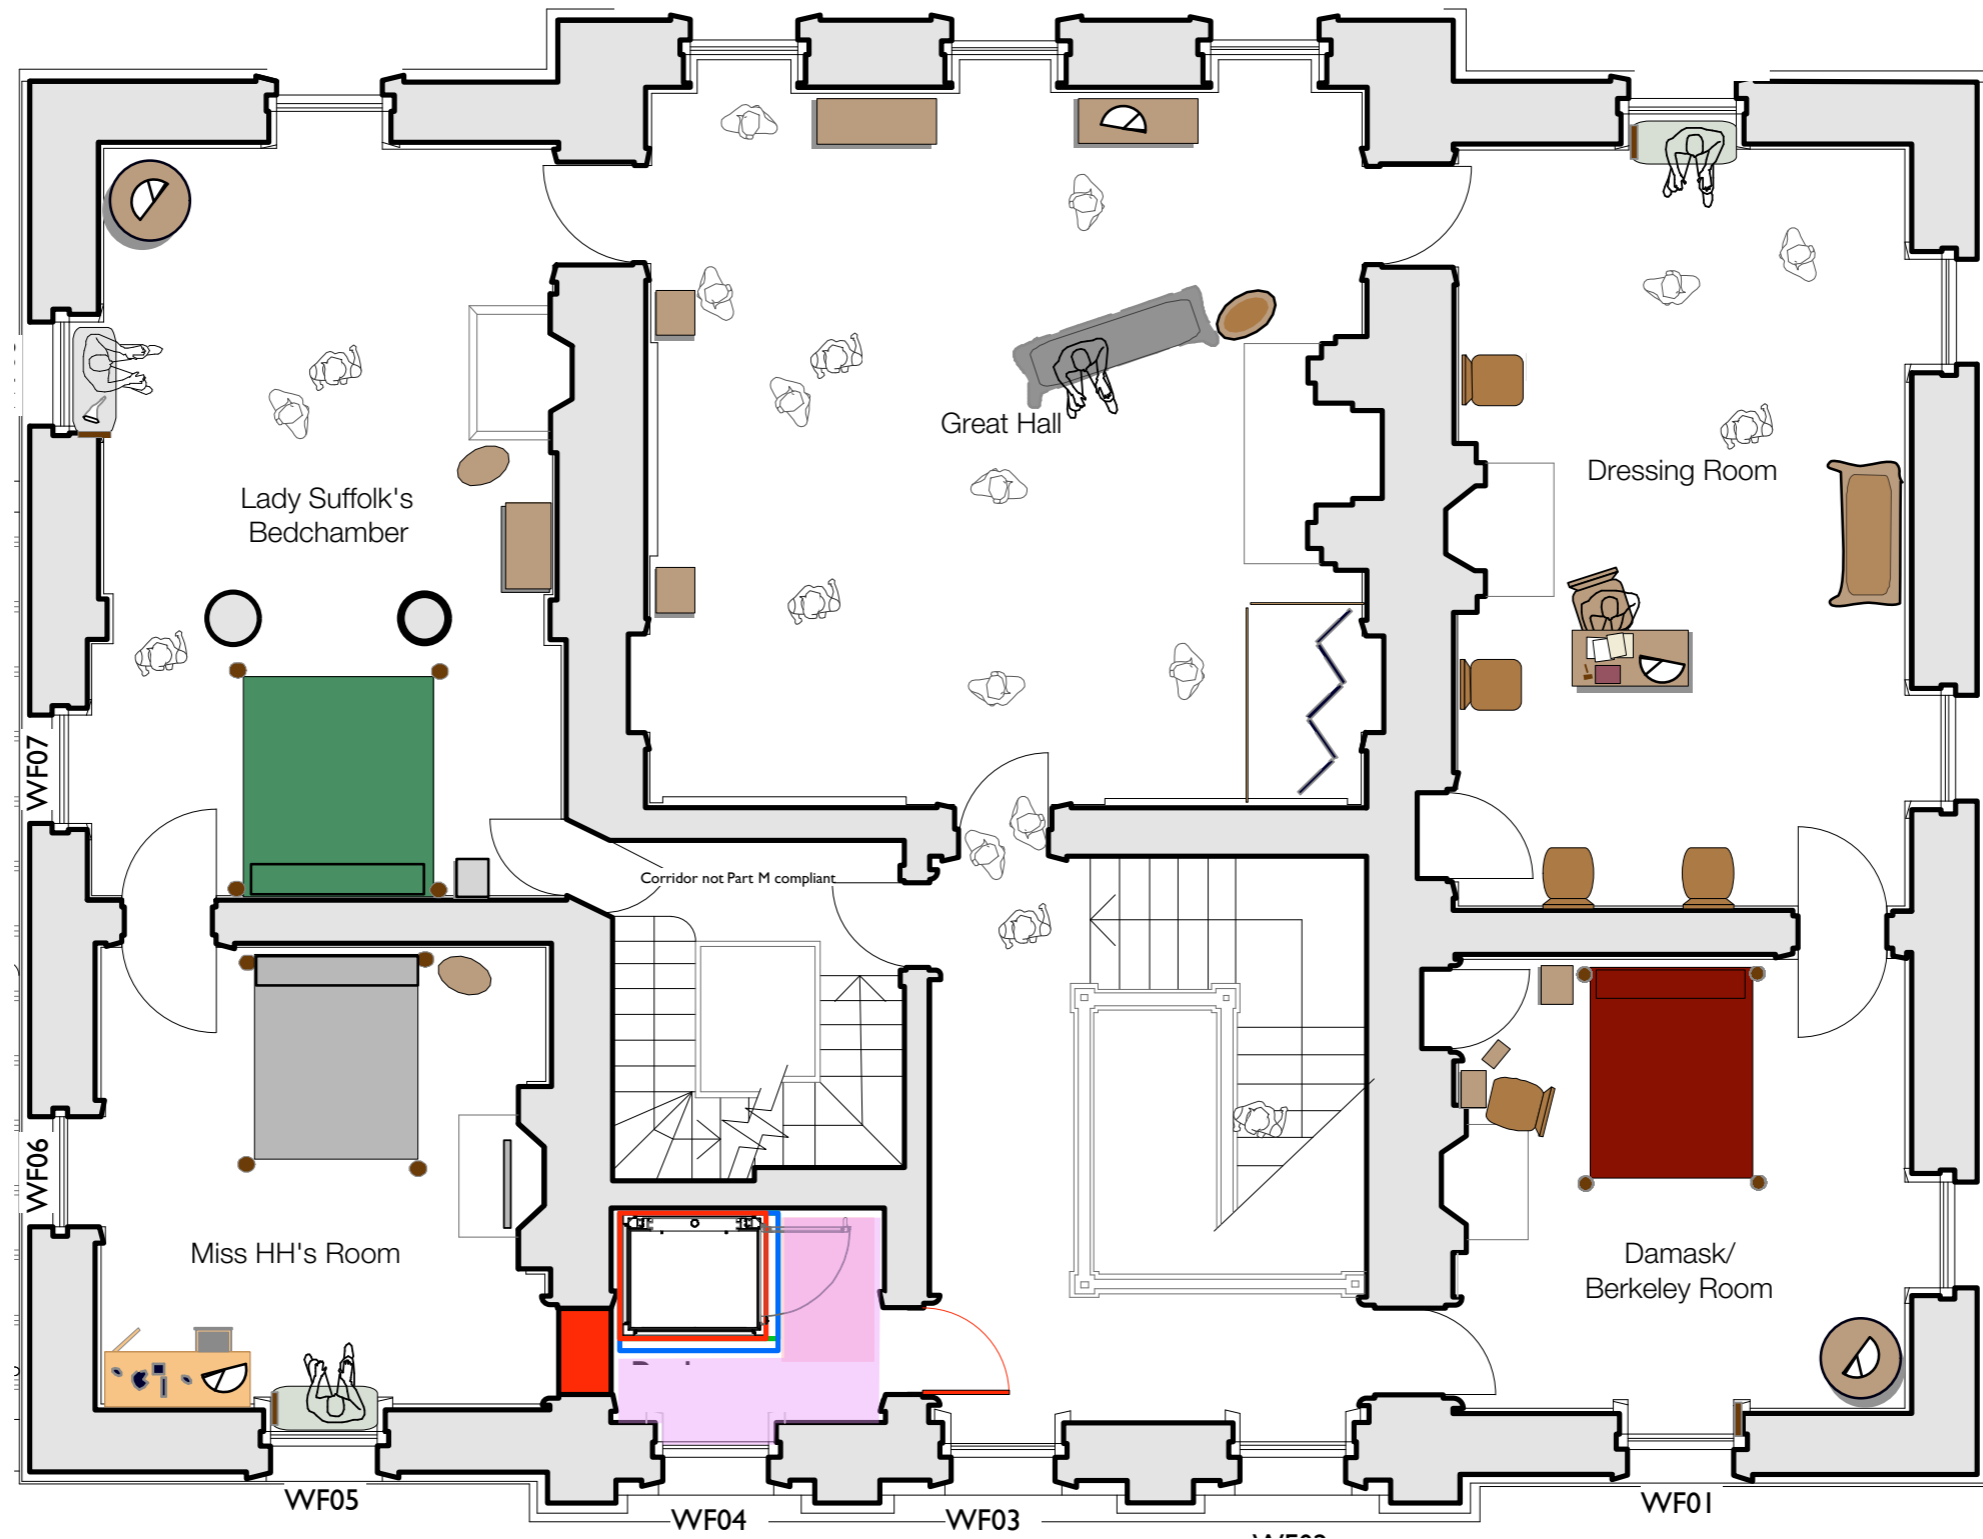 Great Hall
Dressing Room
Lady Suffolk's
Bedchamber
WF07
Corridor not Part M compliant
WF06
Miss HH's Room
Damask/
Berkeley Room
WF05
WF04
WF03
WF01